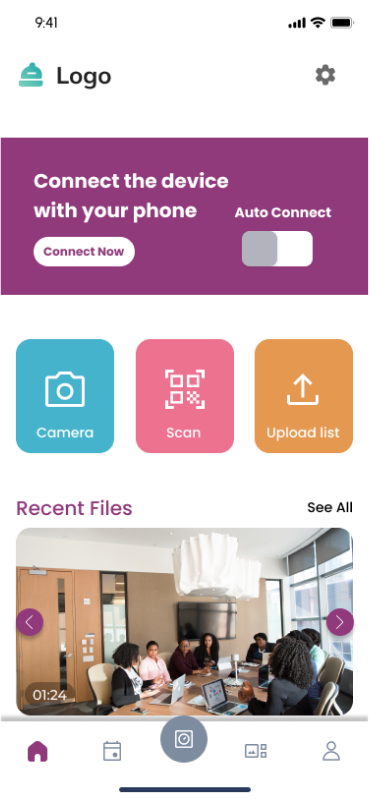 9:41
Logo
Connect the device
with your phone
Auto Connect
Connect Now
Camera
Scan
Upload list
Recent Files
See All
01:24